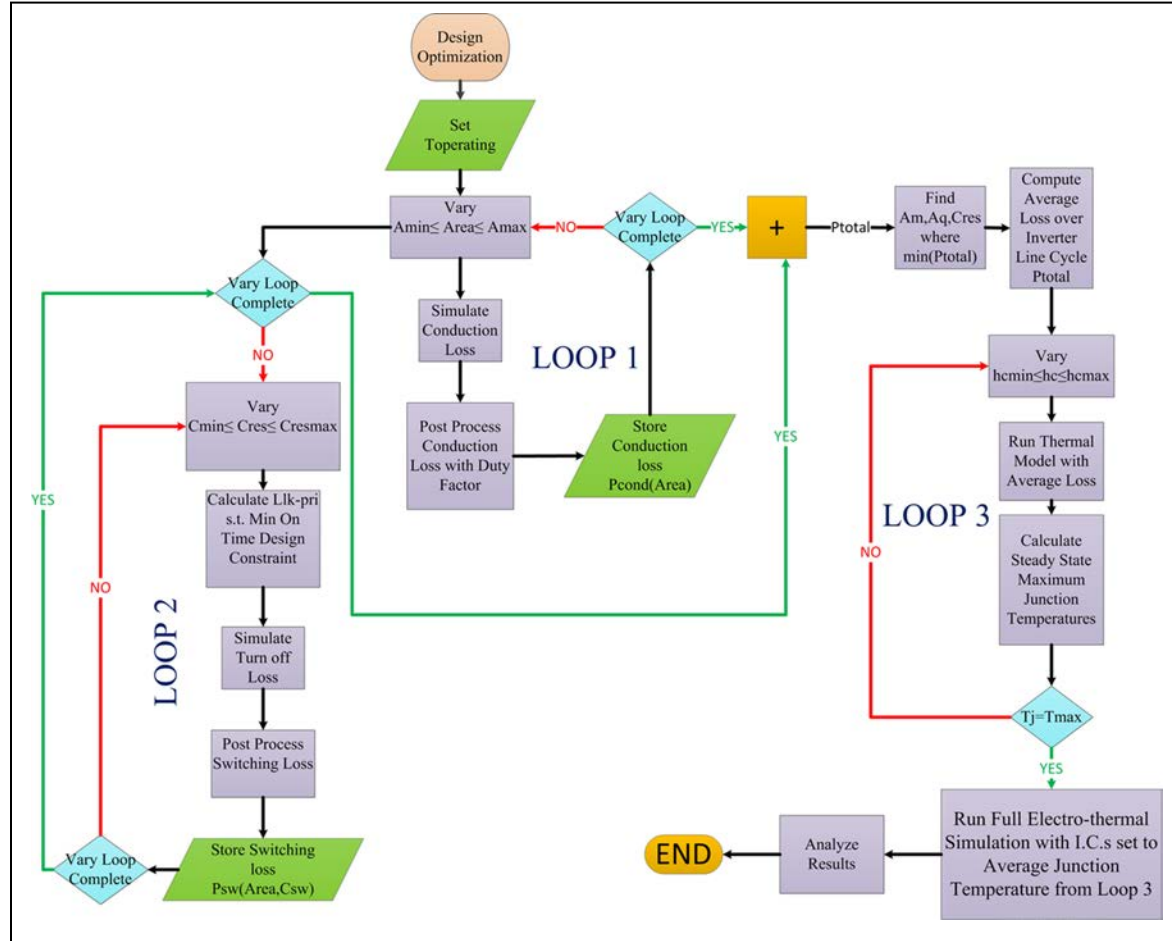 Design
Optimization
Set
Toperating
Vary
Amin≤ Area≤ Amax
NO
Vary Loop
Complete
YES
+
Ptotal
Find
Am,Aq,Cres
where
min(Ptotal)
Compute
Average
Loss over
Inverter
Line Cycle
Ptotal
Vary Loop
Complete
NO
Simulate
Conduction
Loss
LOOP 1
Post Process
Conduction
Loss with Duty
Factor
Store
Conduction
loss
Pcond(Area)
YES
Vary
Cmin≤ Cres≤ Cresmax
Calculate Llk-pri
s.t. Min On
Time Design
Constraint
YES
NO
LOOP 2
Simulate
Turn off
Loss
Post Process
Switching Loss
Store Switching
loss
Psw(Area,Csw)
Vary Loop
Complete
Vary
hcmin≤hc≤hcmax
Run Thermal
Model with
Average Loss
LOOP 3
NO
Calculate
Steady State
Maximum
Junction
Temperatures
Tj=Tmax
YES
Run Full Electro-thermal
Simulation with I.C.s set to
Average Junction
Temperature from Loop 3
Analyze
Results
END